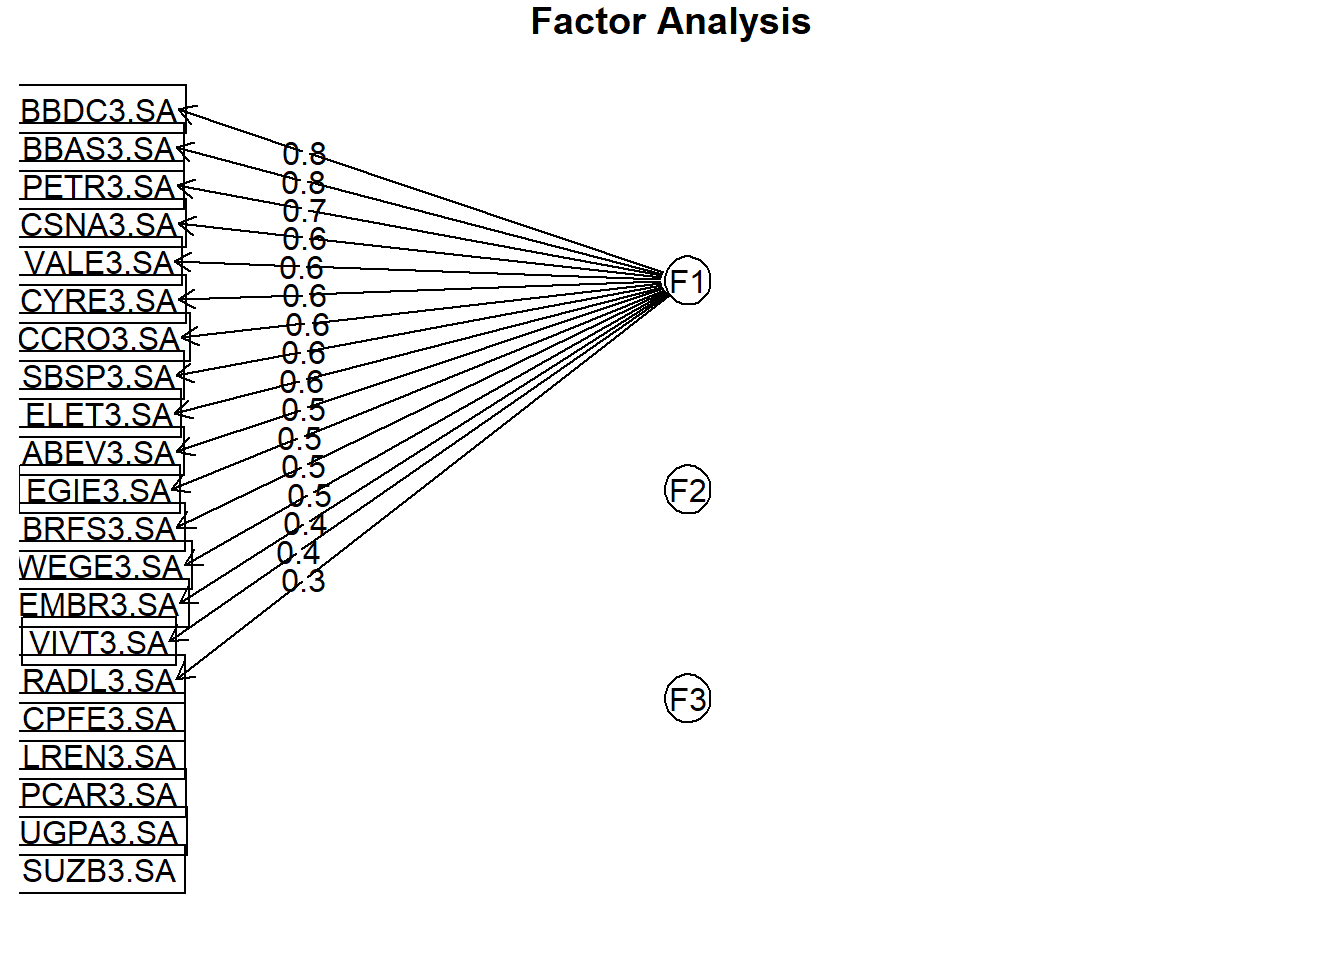 Factor Analysis
BBDC3.SA
BBAS3.SA
PETR3.SA
CSNA3.SA
VALE3.SA
CYRE3.SA
CCRO3.SA
SBSP3.SA
ELET3.SA
ABEV3.SA
EGIE3.SA
BRFS3.SA
WEGE3.SA
EMBR3.SA
VIVT3.SA
RADL3.SA
CPFE3.SA
LREN3.SA
PCAR3.SA
UGPA3.SA
SUZB3.SA
0.8
0.8
0.7
0.6
0.6
0.6
0.6
0.6
0.6
0.5
0.5
0.5
0.5
0.4
0.4
0.3
F1
F2
F3